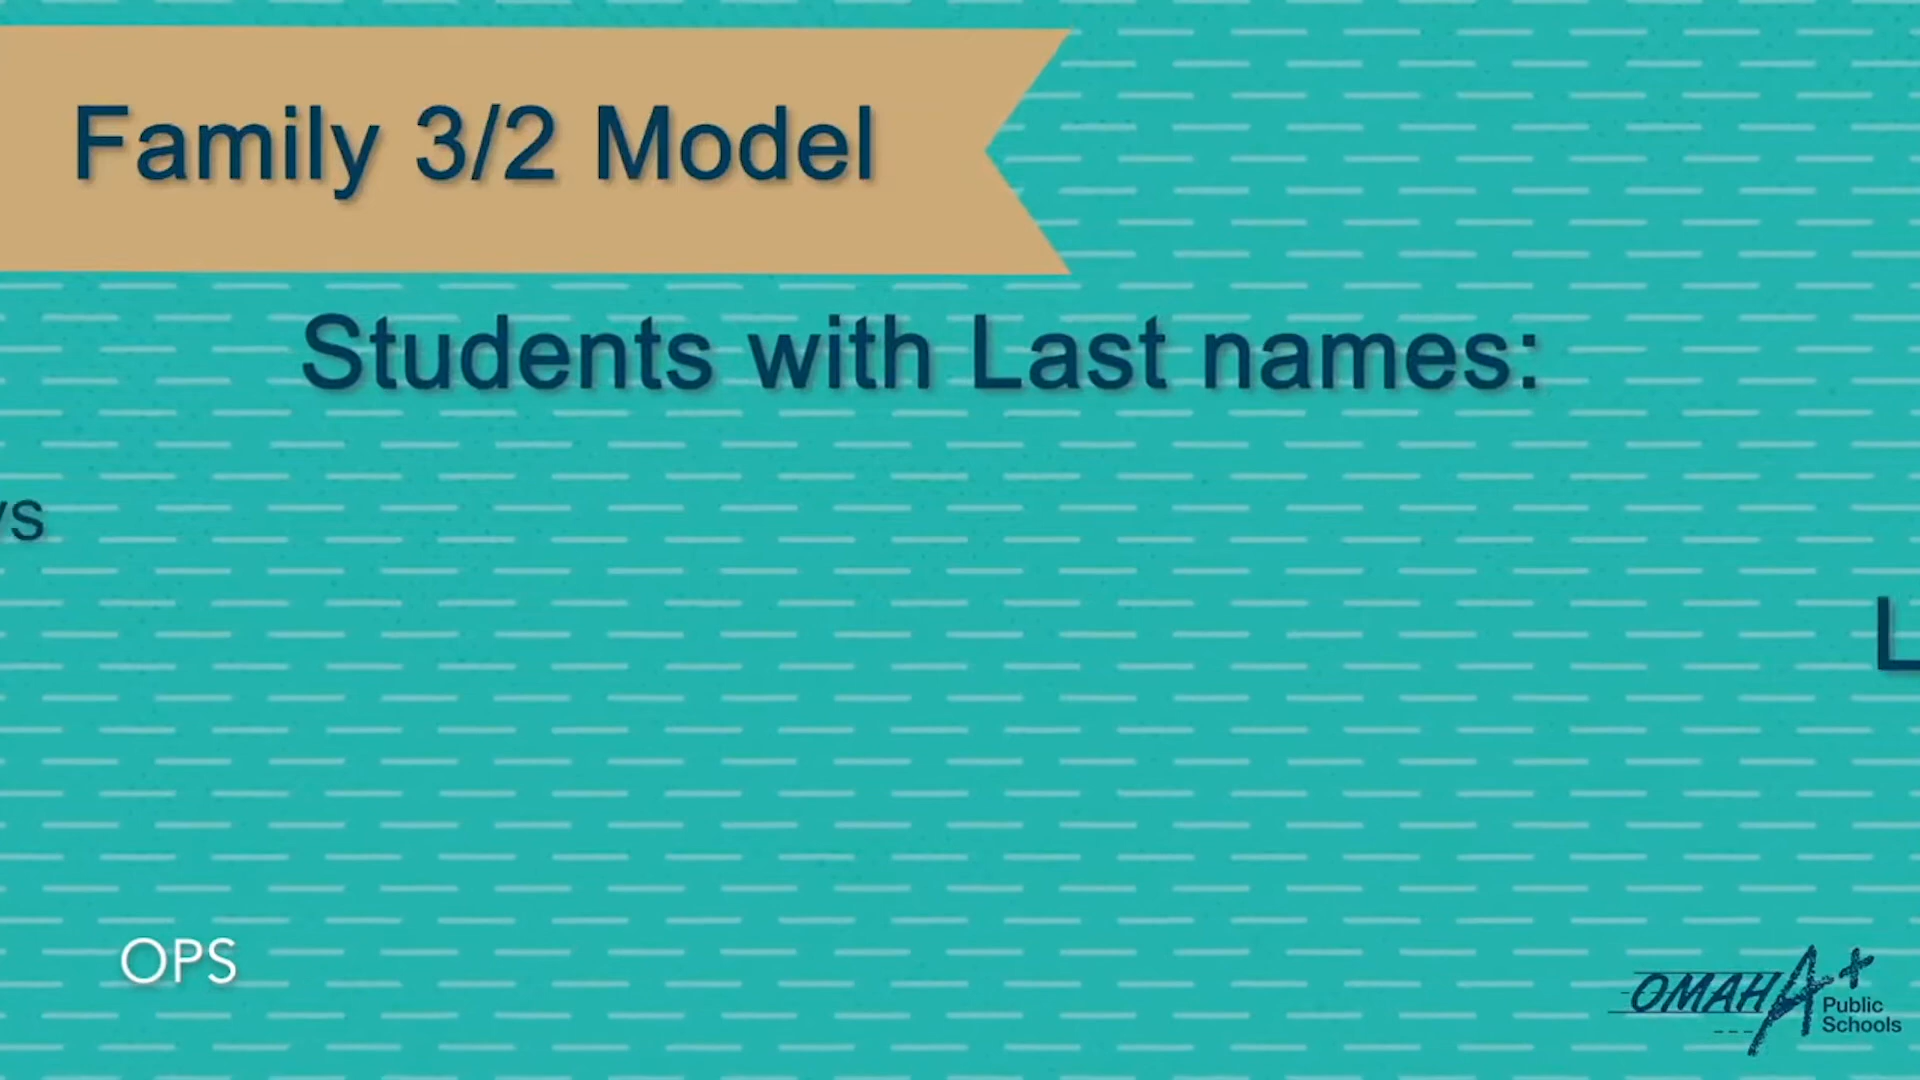 Family 3/2 Model
Students with Last names:
OPS
OMAHA+
Public
Schools